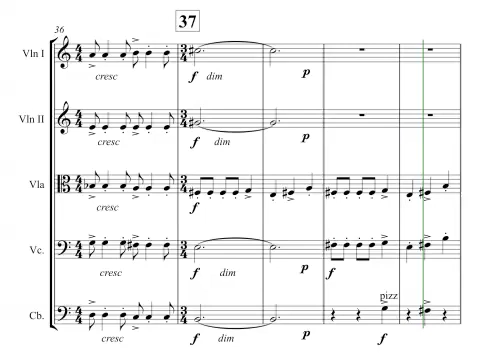 36
37
Vln I
cresc
f dim
p
Vln II
cresc
f dim
p
Vla
cresc
f
Vc.
cresc
f dim
p
f
pizz
Cb.
cresc
f dim
p
f